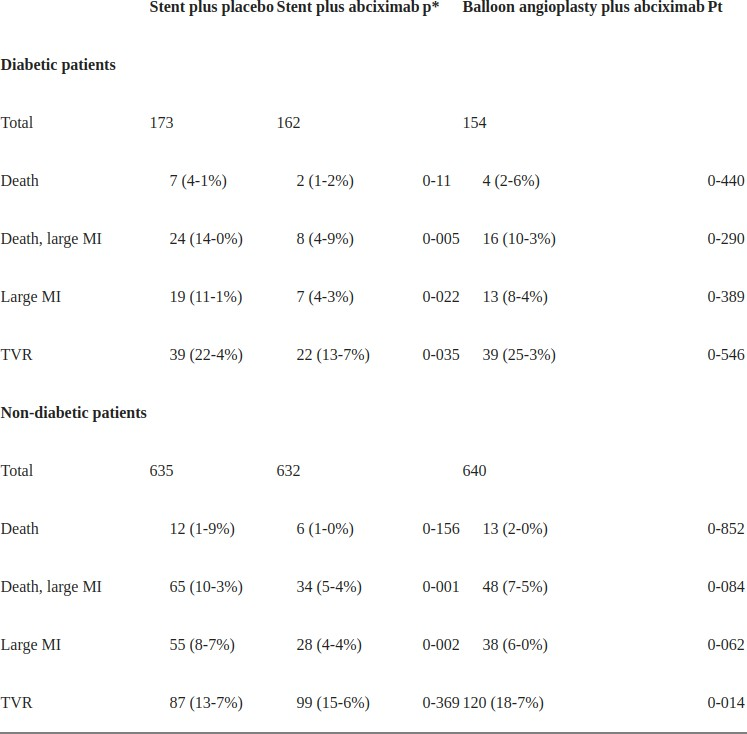 Stent plus placebo Stent plus abciximab p* Balloon angioplasty plus abciximab Pt
Diabetic patients
Total 173 162 154
Death 7 (4-1%) 2 (1-2%) 0-11 4 (2-6%) 0-440
Death, large MI 24 (14-0%) 8 (4-9%) 0-005 16 (10-3%) 0-290
Large MI 19 (11-1%) 7 (4-3%) 0-022 13 (8-4%) 0-389
TVR 39 (22-4%) 22 (13-7%) 0-035 39 (25-3%) 0-546
Non-diabetic patients
Total 635 632 640
Death 12 (1-9%) 6 (1-0%) 0-156 13 (2-0%) 0-852
Death, large MI 65 (10-3%) 34 (5-4%) 0-001 48 (7-5%) 0-084
Large MI 55 (8-7%) 28 (4-4%) 0-002 38 (6-0%) 0-062
TVR 87 (13-7%) 99 (15-6%) 0-369 120 (18-7%) 0-014